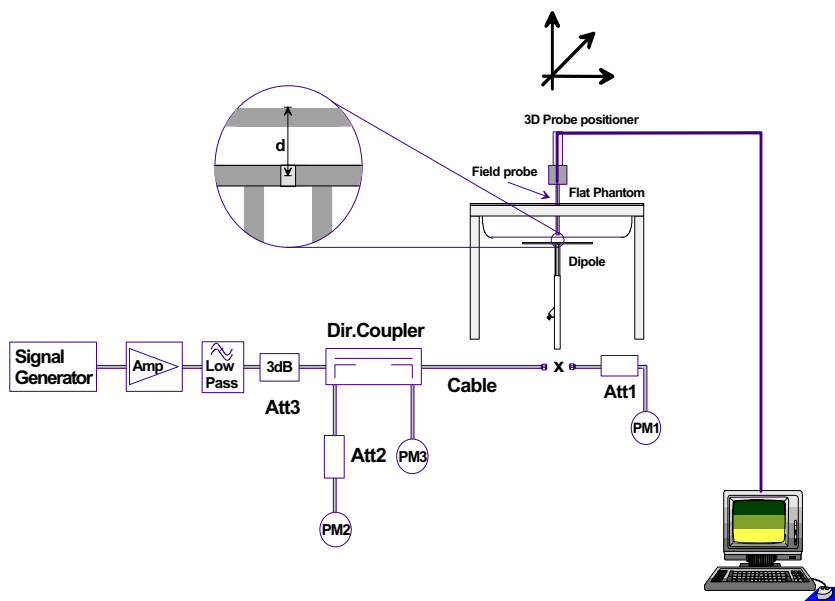 3D Probe positioner
d
Field probe
Flat Phantom
Dipole
Dir.Coupler
Signal
Generator
Amp
Low
Pass
3dB
x
Att3
Cable
Att1
PM1
Att2
PM3
PM2